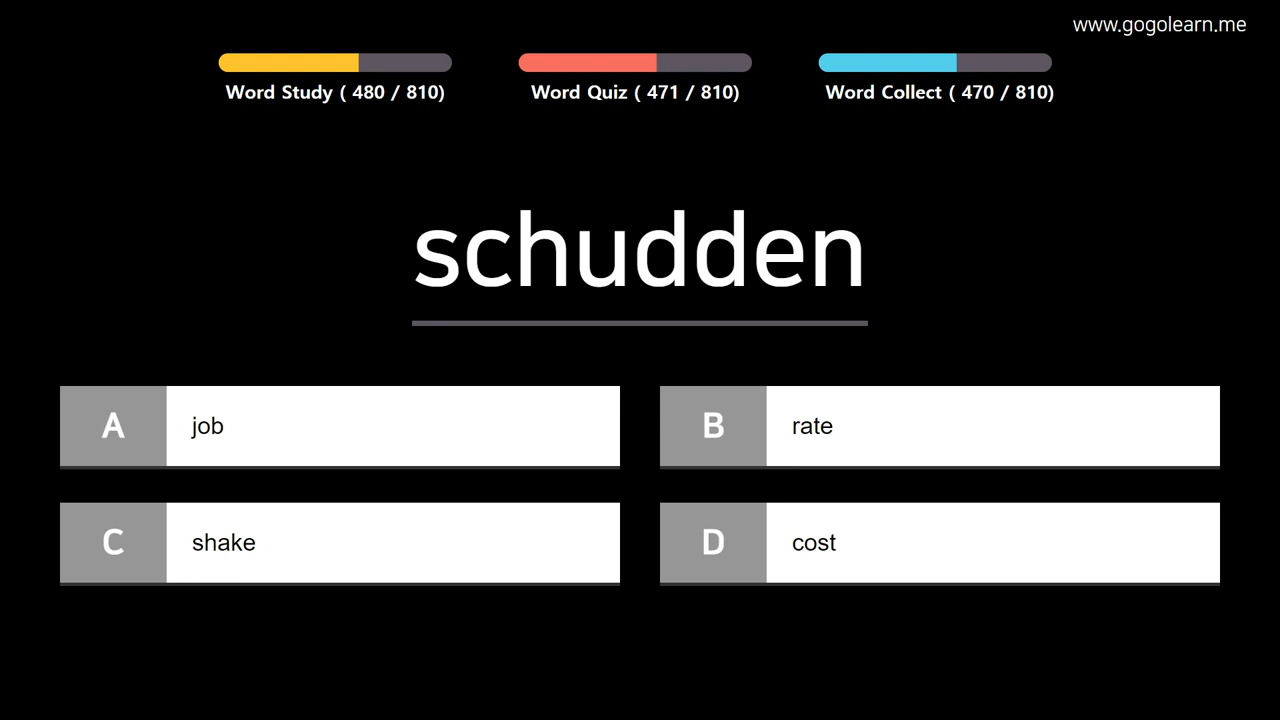 www.gogolearn.me
Word Study ( 480 / 810)
Word Quiz ( 471 / 810)
Word Collect ( 470 / 810)
schudden
A job
B rate
C shake
D cost